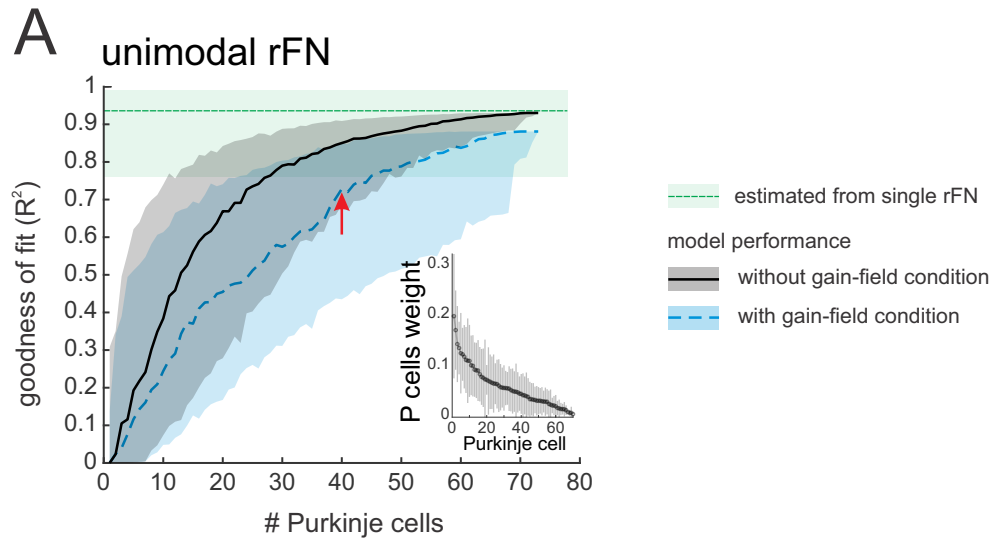 A
unimodal rFN
1
0.9
0.8
0.7
0.6
0.5
0.4
0.3
0.2
0.1
0
goodness of fit (R²)
0 10 20 30 40 50 60 70 80
# Purkinje cells
0.3
0.2
0.1
0
P cells weight
0 20 40 60
Purkinje cell
estimated from single rFN
model performance
without gain-field condition
with gain-field condition